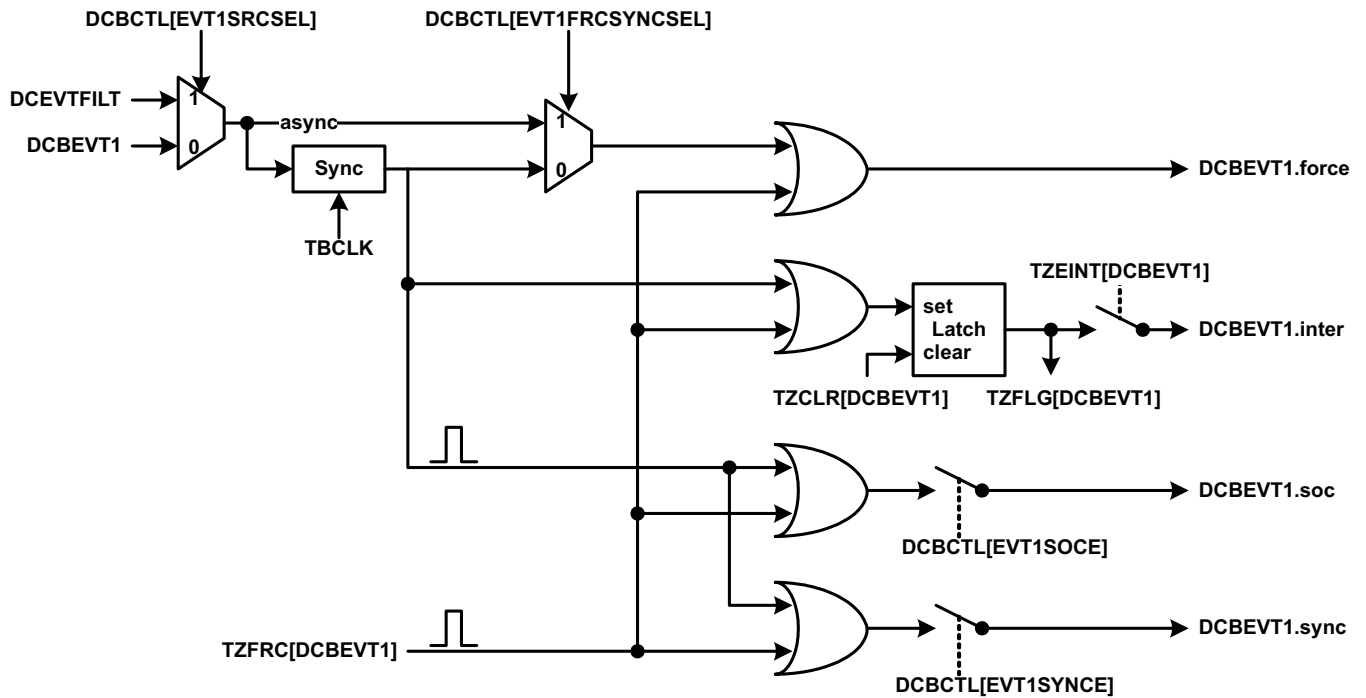 DCBCTL[EVT1SRCSEL]
DCBCTL[EVT1FRCSYNCSEL]
DCEVTFILT
1
DCBEVT1
0
async
1
0
Sync
TBCLK
DCBEVT1.force
TZEINT[DCBEVT1]
set
Latch
clear
DCBEVT1.inter
TZCLR[DCBEVT1]
TZFLG[DCBEVT1]
DCBEVT1.soc
DCBCTL[EVT1SOCE]
DCBEVT1.sync
TZFRC[DCBEVT1]
DCBCTL[EVT1SYNCE]